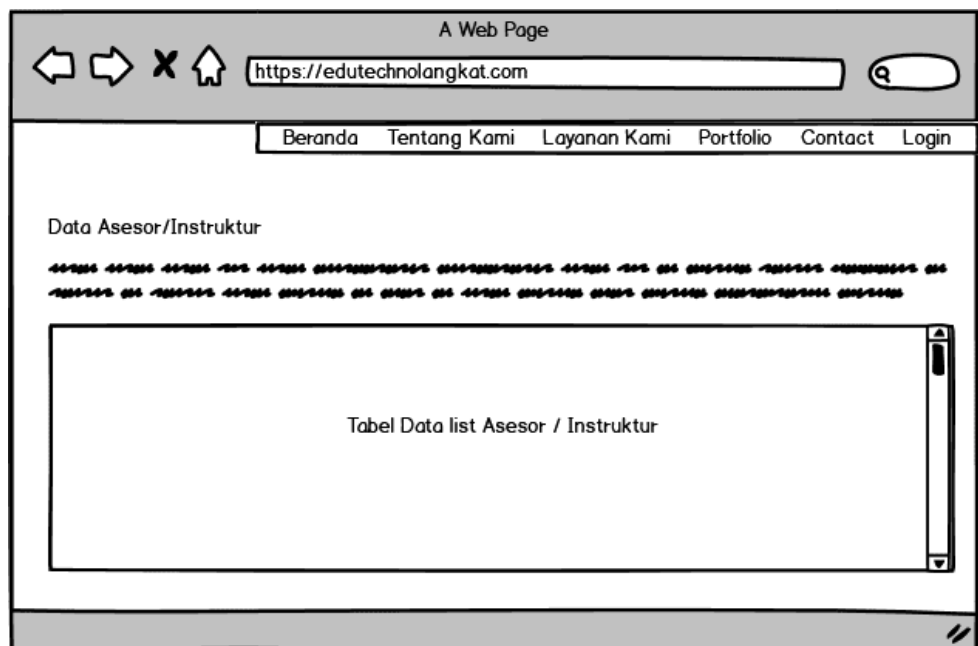 A Web Page
https://edutechnolangkat.com
Beranda Tentang Kami Layanan Kami Portfolio Contact Login
Data Asesor/Instruktur
Tabel Data list Asesor / Instruktur